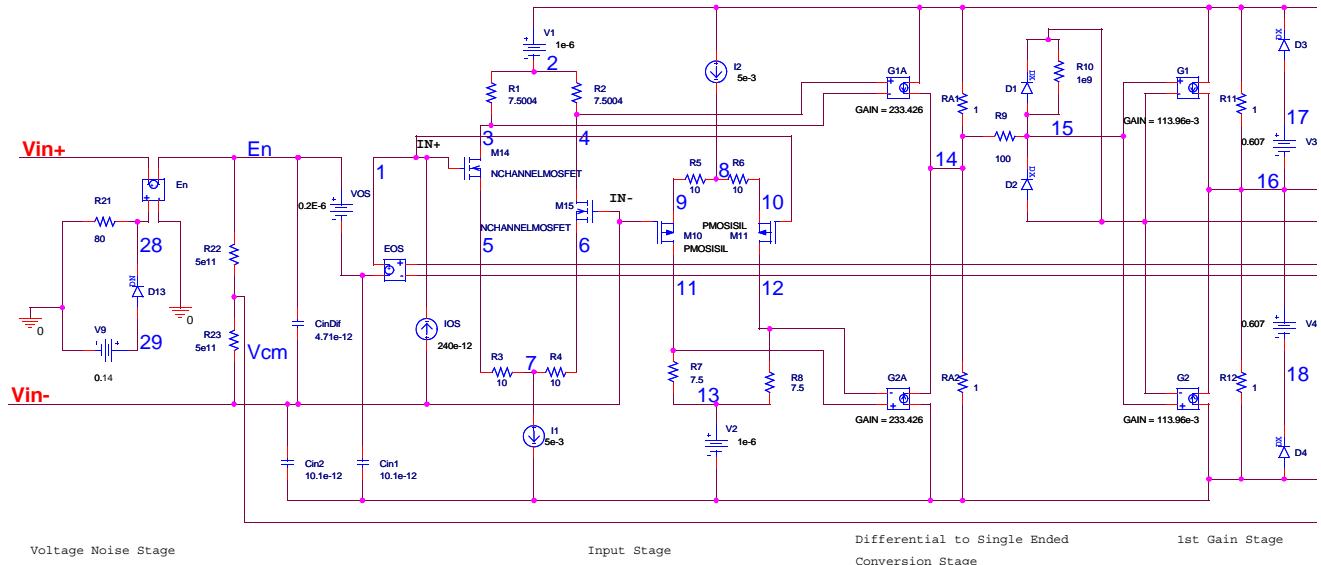 V1
1e-6
2
R1
7.5004
R2
7.5004
I2
5e-3
G1A
GAIN = 233.426
RA1
1
DX
D1
R10
1e9
R9
100
15
14
G1
GAIN = 113.96e-3
R11
1
DX
D3
17
0.607
V3
16
Vin+
En
En
1
IN+
3
4
M14
NCHANNELMOSFET
VOS
0.2E-6
R21
80
28
DN
D13
R22
5e11
0
0
V9
29
0.14
R23
5e11
Vcm
CinDif
4.71e-12
EOS
5
NCHANNELMOSFET
M15
6
IN-
R5
10
8
R6
10
9
10
M10
PMOSISIL
PMOSISIL
M11
11
12
DX
D2
IOS
240e-12
R3
10
7
R4
10
R7
7.5
13
R8
7.5
G2A
GAIN = 233.426
RA2
1
G2
GAIN = 113.96e-3
R12
1
0.607
V4
18
DX
D4
Vin-
Cin2
10.1e-12
Cin1
10.1e-12
I1
5e-3
V2
1e-6
Voltage Noise Stage
Input Stage
Differential to Single Ended
Conversion Stage
1st Gain Stage